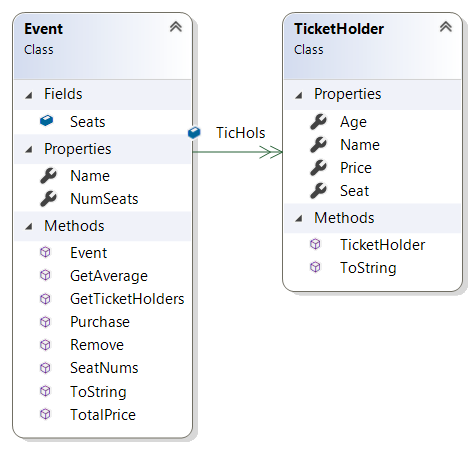 Event
Class
Fields
Seats
Properties
Name
NumSeats
Methods
Event
GetAverage
GetTicketHolders
Purchase
Remove
SeatNums
ToString
TotalPrice
TicHols
TicketHolder
Class
Properties
Age
Name
Price
Seat
Methods
TicketHolder
ToString